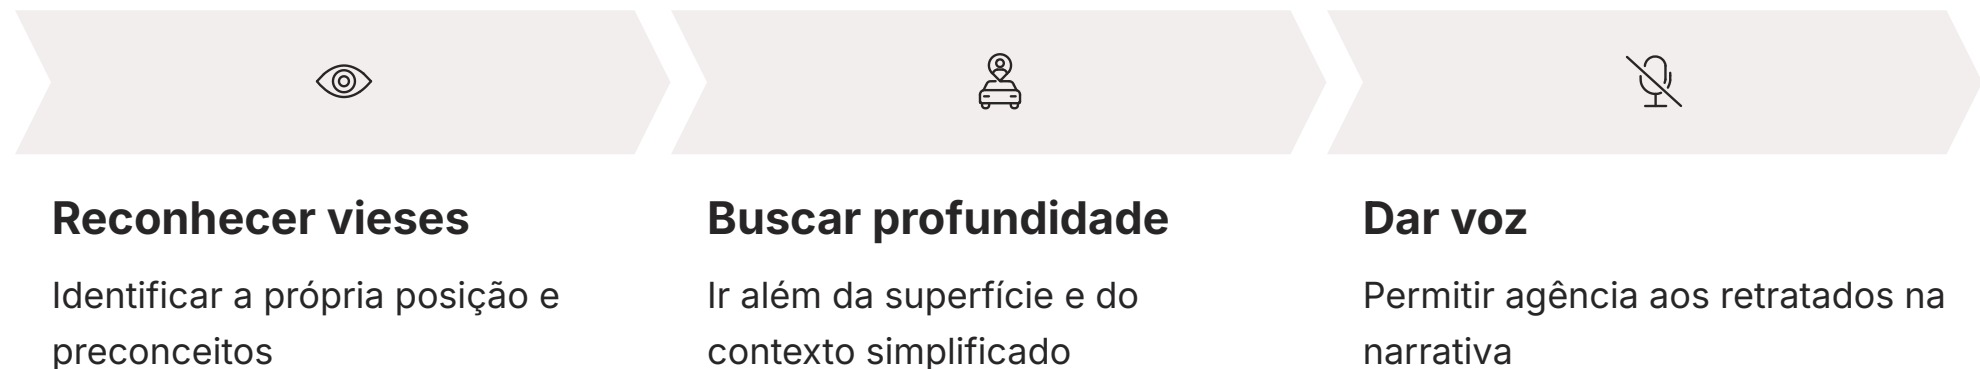 Reconhecer vieses
Identificar a própria posição e
preconceitos
Buscar profundidade
Ir além da superfície e do
contexto simplificado
Dar voz
Permitir agência aos retratados na
narrativa